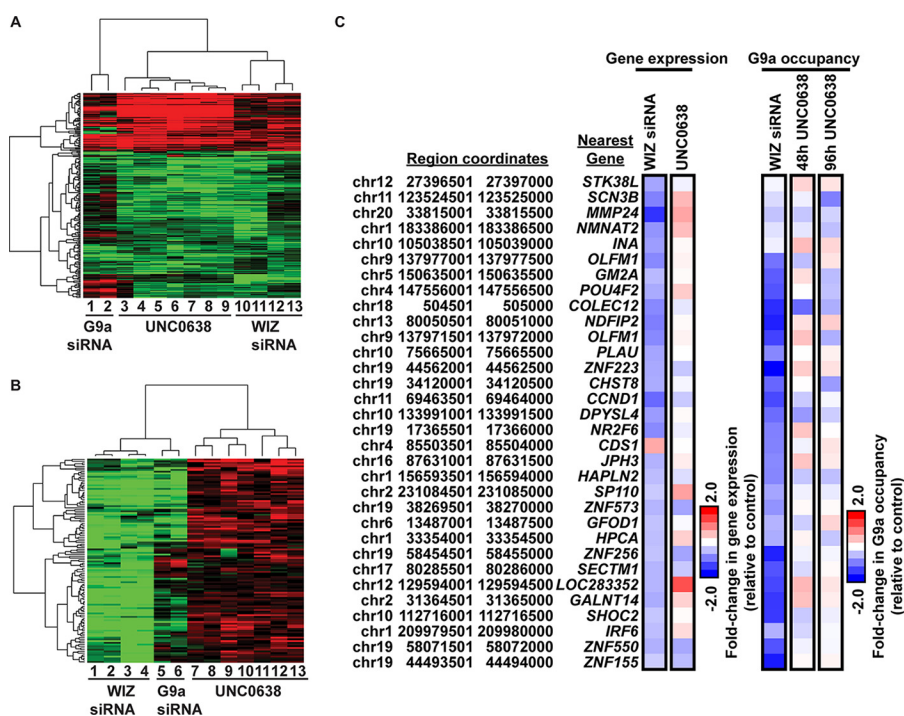 A
1 2 3 4 5 6 7 8 9 10 11 12 13
G9a siRNA
UNC0638
WIZ siRNA
B
1 2 3 4 5 6 7 8 9 10 11 12 13
WIZ siRNA
G9a siRNA
UNC0638
C
Gene expression
G9a occupancy
WIZ siRNA
UNC0638
WIZ siRNA
48h UNC0638
96h UNC0638
Region coordinates
Nearest Gene
chr12 27396501 27397000 STK38L
chr11 123524501 123525000 SCN3B
chr20 33815001 33815500 MMP24
chr1 183386001 183386500 NMNAT2
chr10 105038501 105039000 INA
chr9 137977001 137977500 OLFM1
chr5 150635001 150635500 GM2A
chr4 147556001 147556500 POU4F2
chr18 504501 505000 COLEC12
chr13 80050501 80051000 NDFIP2
chr9 137971501 137972000 OLFM1
chr10 75665001 75665500 PLAU
chr19 44562001 44562500 ZNF223
chr19 34120001 34120500 CHST8
chr11 69463501 69464000 CCND1
chr10 133991001 133991500 DPYSL4
chr19 17365501 17366000 NR2F6
chr4 85503501 85504000 CDS1
chr16 87631001 87631500 JPH3
chr1 156593501 156594000 HAPLN2
chr2 231084501 231085000 SP110
chr19 38269501 38270000 ZNF573
chr6 13487001 13487500 GFOD1
chr1 33354001 33354500 HPCA
chr19 58454501 58455000 ZNF256
chr17 80285501 80286000 SECTM1
chr12 129594001 129594500 LOC283352
chr2 31364501 31365000 GALNT14
chr10 112716001 112716500 SHOC2
chr1 209979501 209980000 IRF6
chr19 58071501 58072000 ZNF550
chr19 44493501 44494000 ZNF155
-2.0 2.0
Fold-change in gene expression
(relative to control)
-2.0 2.0
Fold-change in G9a occupancy
(relative to control)